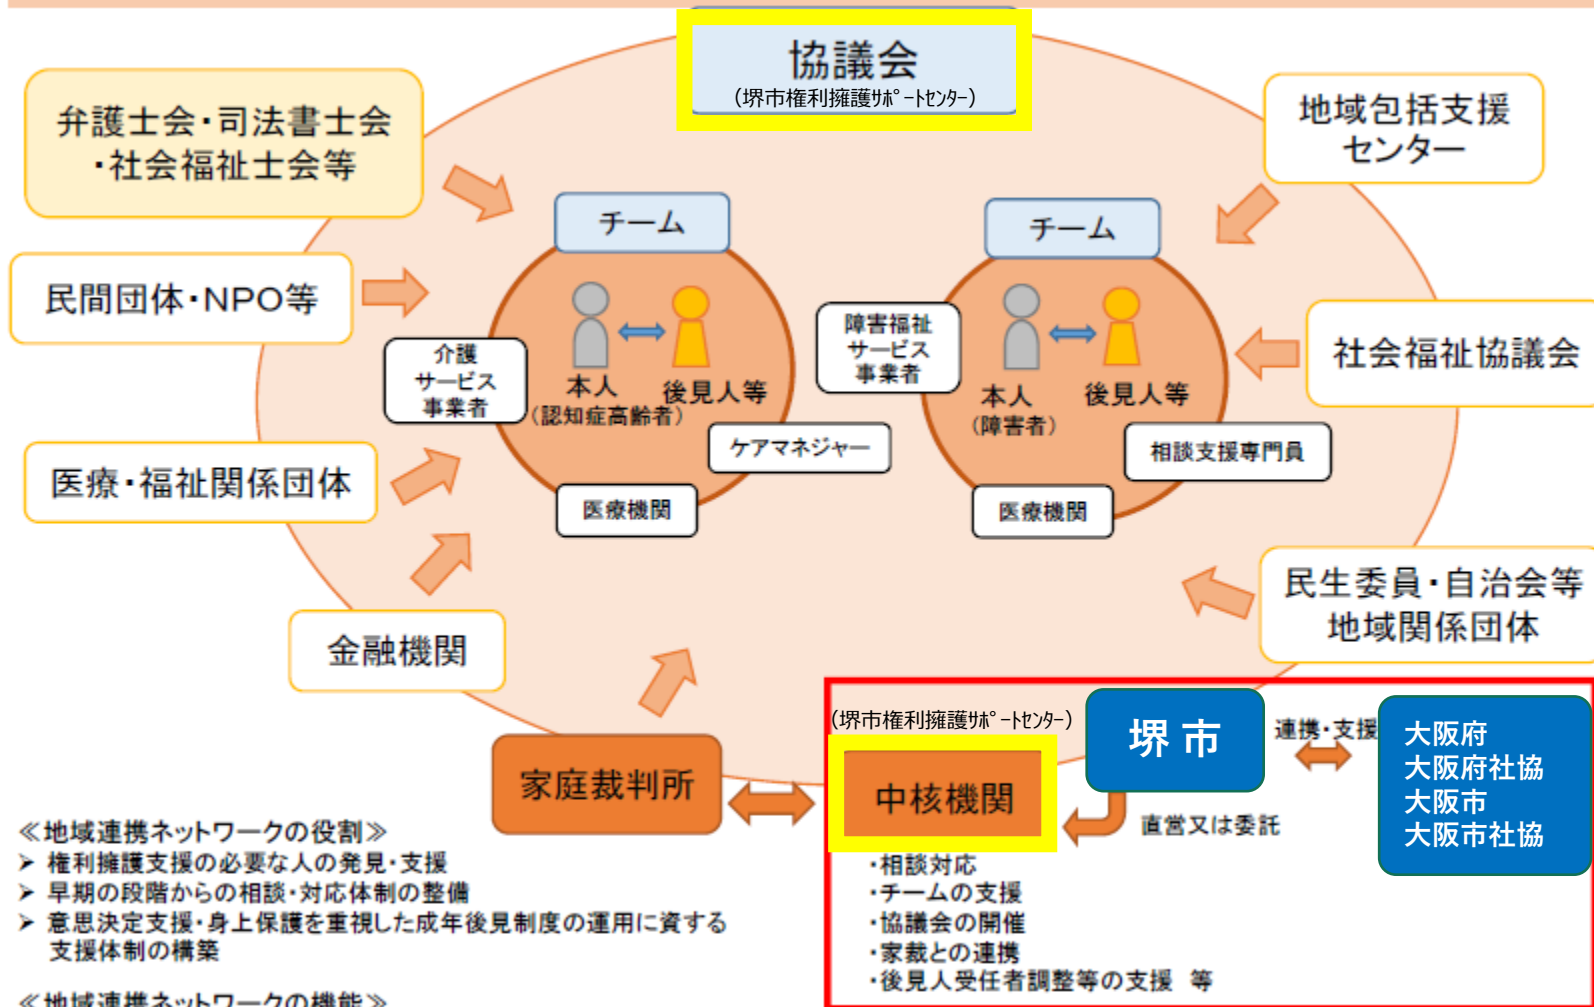 協議会
(堺市権利擁護ｻﾎﾟｰﾄｾﾝﾀｰ)
弁護士会・司法書士会
・社会福祉士会等
地域包括支援
センター
チーム
チーム
民間団体・NPO等
障害福祉
サービス
事業者
介護
サービス
事業者
本人
(認知症高齢者)
後見人等
本人
(障害者)
後見人等
社会福祉協議会
ケアマネジャー
相談支援専門員
医療・福祉関係団体
医療機関
医療機関
民生委員・自治会等
地域関係団体
金融機関
(堺市権利擁護ｻﾎﾟｰﾄｾﾝﾀｰ)
堺市
連携・支援
大阪府
大阪府社協
大阪市
大阪市社協
家庭裁判所
中核機関
直営又は委託
・相談対応
・チームの支援
・協議会の開催
・家裁との連携
・後見人受任者調整等の支援 等
≪地域連携ネットワークの役割≫
➢ 権利擁護支援の必要な人の発見・支援
➢ 早期の段階からの相談・対応体制の整備
➢ 意思決定支援・身上保護を重視した成年後見制度の運用に資する
支援体制の構築
≪地域連携ネットワークの機能≫